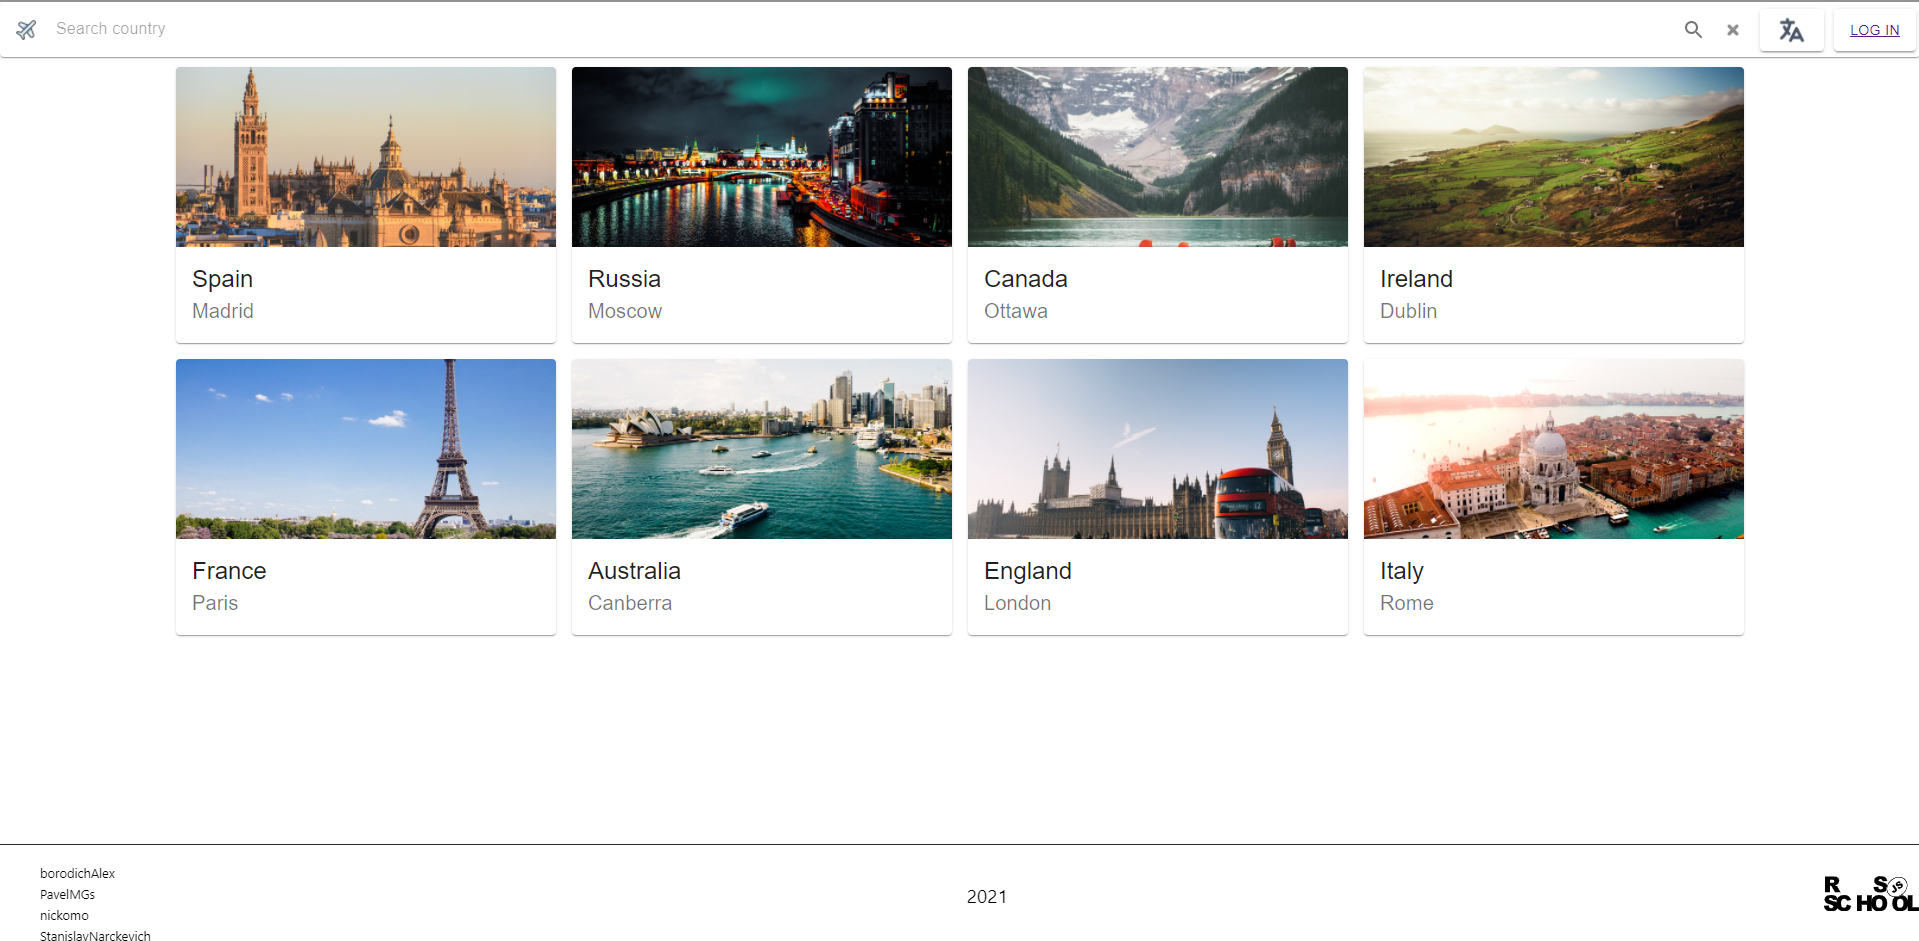 Search country
LOG IN
Spain
Madrid
Russia
Moscow
Canada
Ottawa
Ireland
Dublin
France
Paris
Australia
Canberra
England
London
Italy
Rome
borodichAlex
PavelMGs
nickomo
StanislavNarckevich
2021
R S JS
SCHOOL